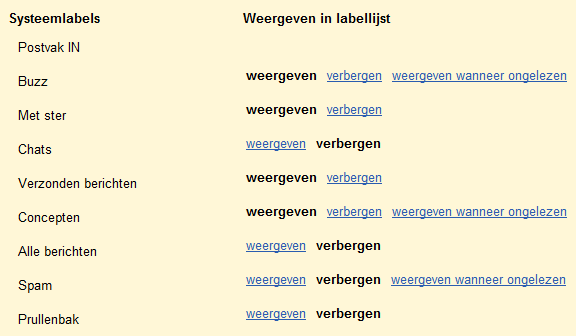 Systeemlabels Weergeven in labellijst
Postvak IN
Buzz weergeven verbergen weergeven wanneer ongelezen
Met ster weergeven verbergen
Chats weergeven verbergen
Verzonden berichten weergeven verbergen
Concepten weergeven verbergen weergeven wanneer ongelezen
Alle berichten weergeven verbergen
Spam weergeven verbergen weergeven wanneer ongelezen
Prullenbak weergeven verbergen